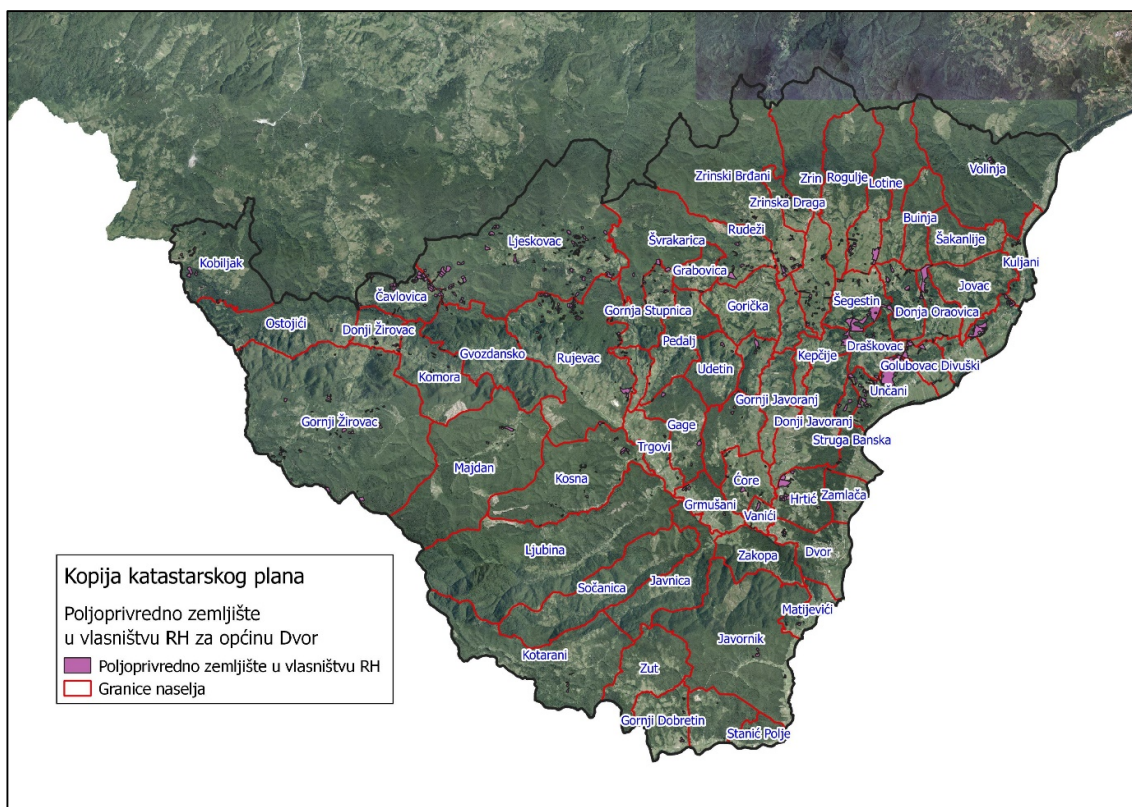 Volinja
Zrinski Brđani
Zrin
Rogulje
Lotine
Zrinska Draga
Buinja
Rudeži
Ljeskovac
Švrakarica
Šakanlije
Kobiljak
Kuljani
Grabovica
Jovac
Čavlovica
Gornja Stupnica
Gorička
Šegestin
Donja Oraovica
Ostojići
Donji Žirovac
Pedalj
Draškovac
Gvozdansko
Rujevac
Kepčije
Golubovac Divuški
Udetin
Komora
Unčani
Gornji Javoranj
Gornji Žirovac
Gage
Donji Javoranj
Struga Banska
Trgovi
Majdan
Kosna
Ćore
Hrtić
Zamlača
Grmušani
Vanići
Ljubina
Zakopa
Dvor
Sočanica
Javnica
Matijevići
Javornik
Kotarani
Zut
Gornji Dobretin
Stanić Polje
Kopija katastarskog plana
Poljoprivredno zemljište
u vlasništvu RH za općinu Dvor
Poljoprivredno zemljište u vlasništvu RH
Granice naselja